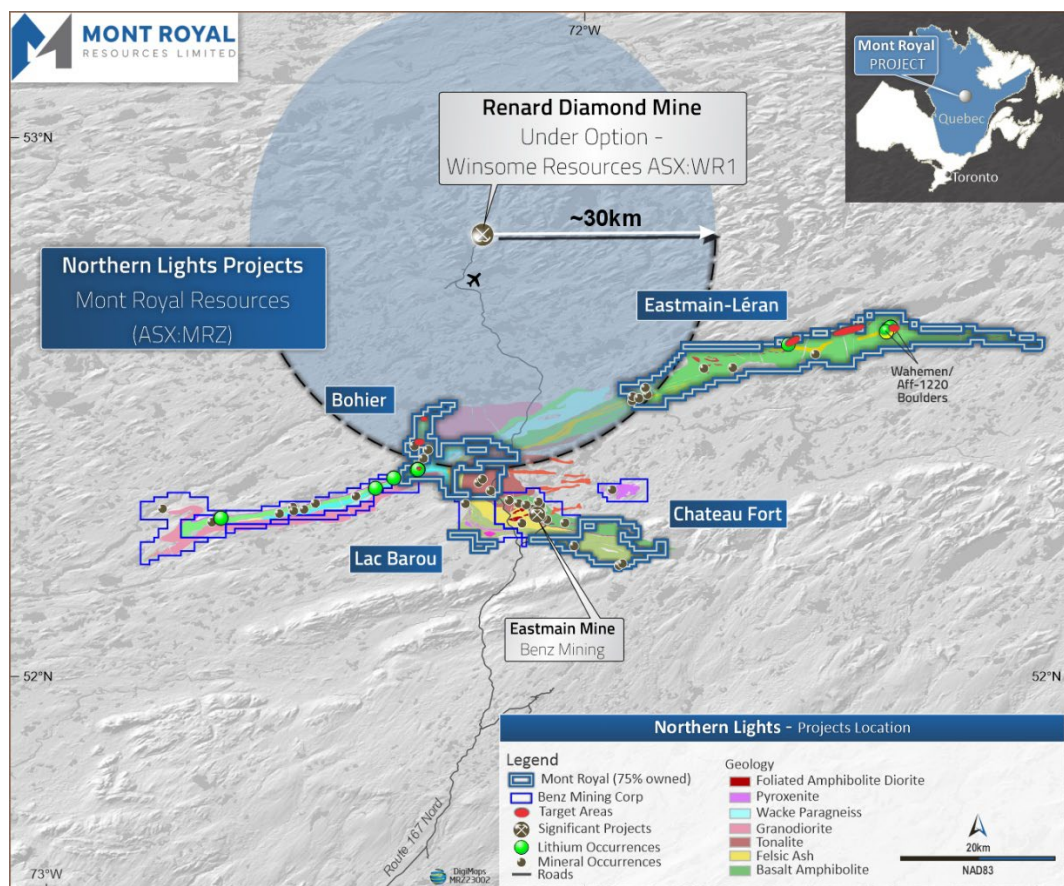 MONT ROYAL
RESOURCES LIMITED
72°W
Mont Royal
PROJECT
Quebec
Toronto
53°N
Renard Diamond Mine
Under Option -
Winsome Resources ASX:WR1
~30km
Northern Lights Projects
Mont Royal Resources
(ASX:MRZ)
Eastmain-Léran
Wahemen/
Aff-1220
Boulders
Bohier
Chateau Fort
Lac Barou
Eastmain Mine
Benz Mining
52°N
52°N
Route 167 Nord
73°W
DigiMaps
MRZ23002
Northern Lights - Projects Location
Legend
Mont Royal (75% owned)
Benz Mining Corp
Target Areas
Significant Projects
Lithium Occurrences
Mineral Occurrences
Roads
Geology
Foliated Amphibolite Diorite
Pyroxenite
Wacke Paragneiss
Granodiorite
Tonalite
Felsic Ash
Basalt Amphibolite
20km
NAD83